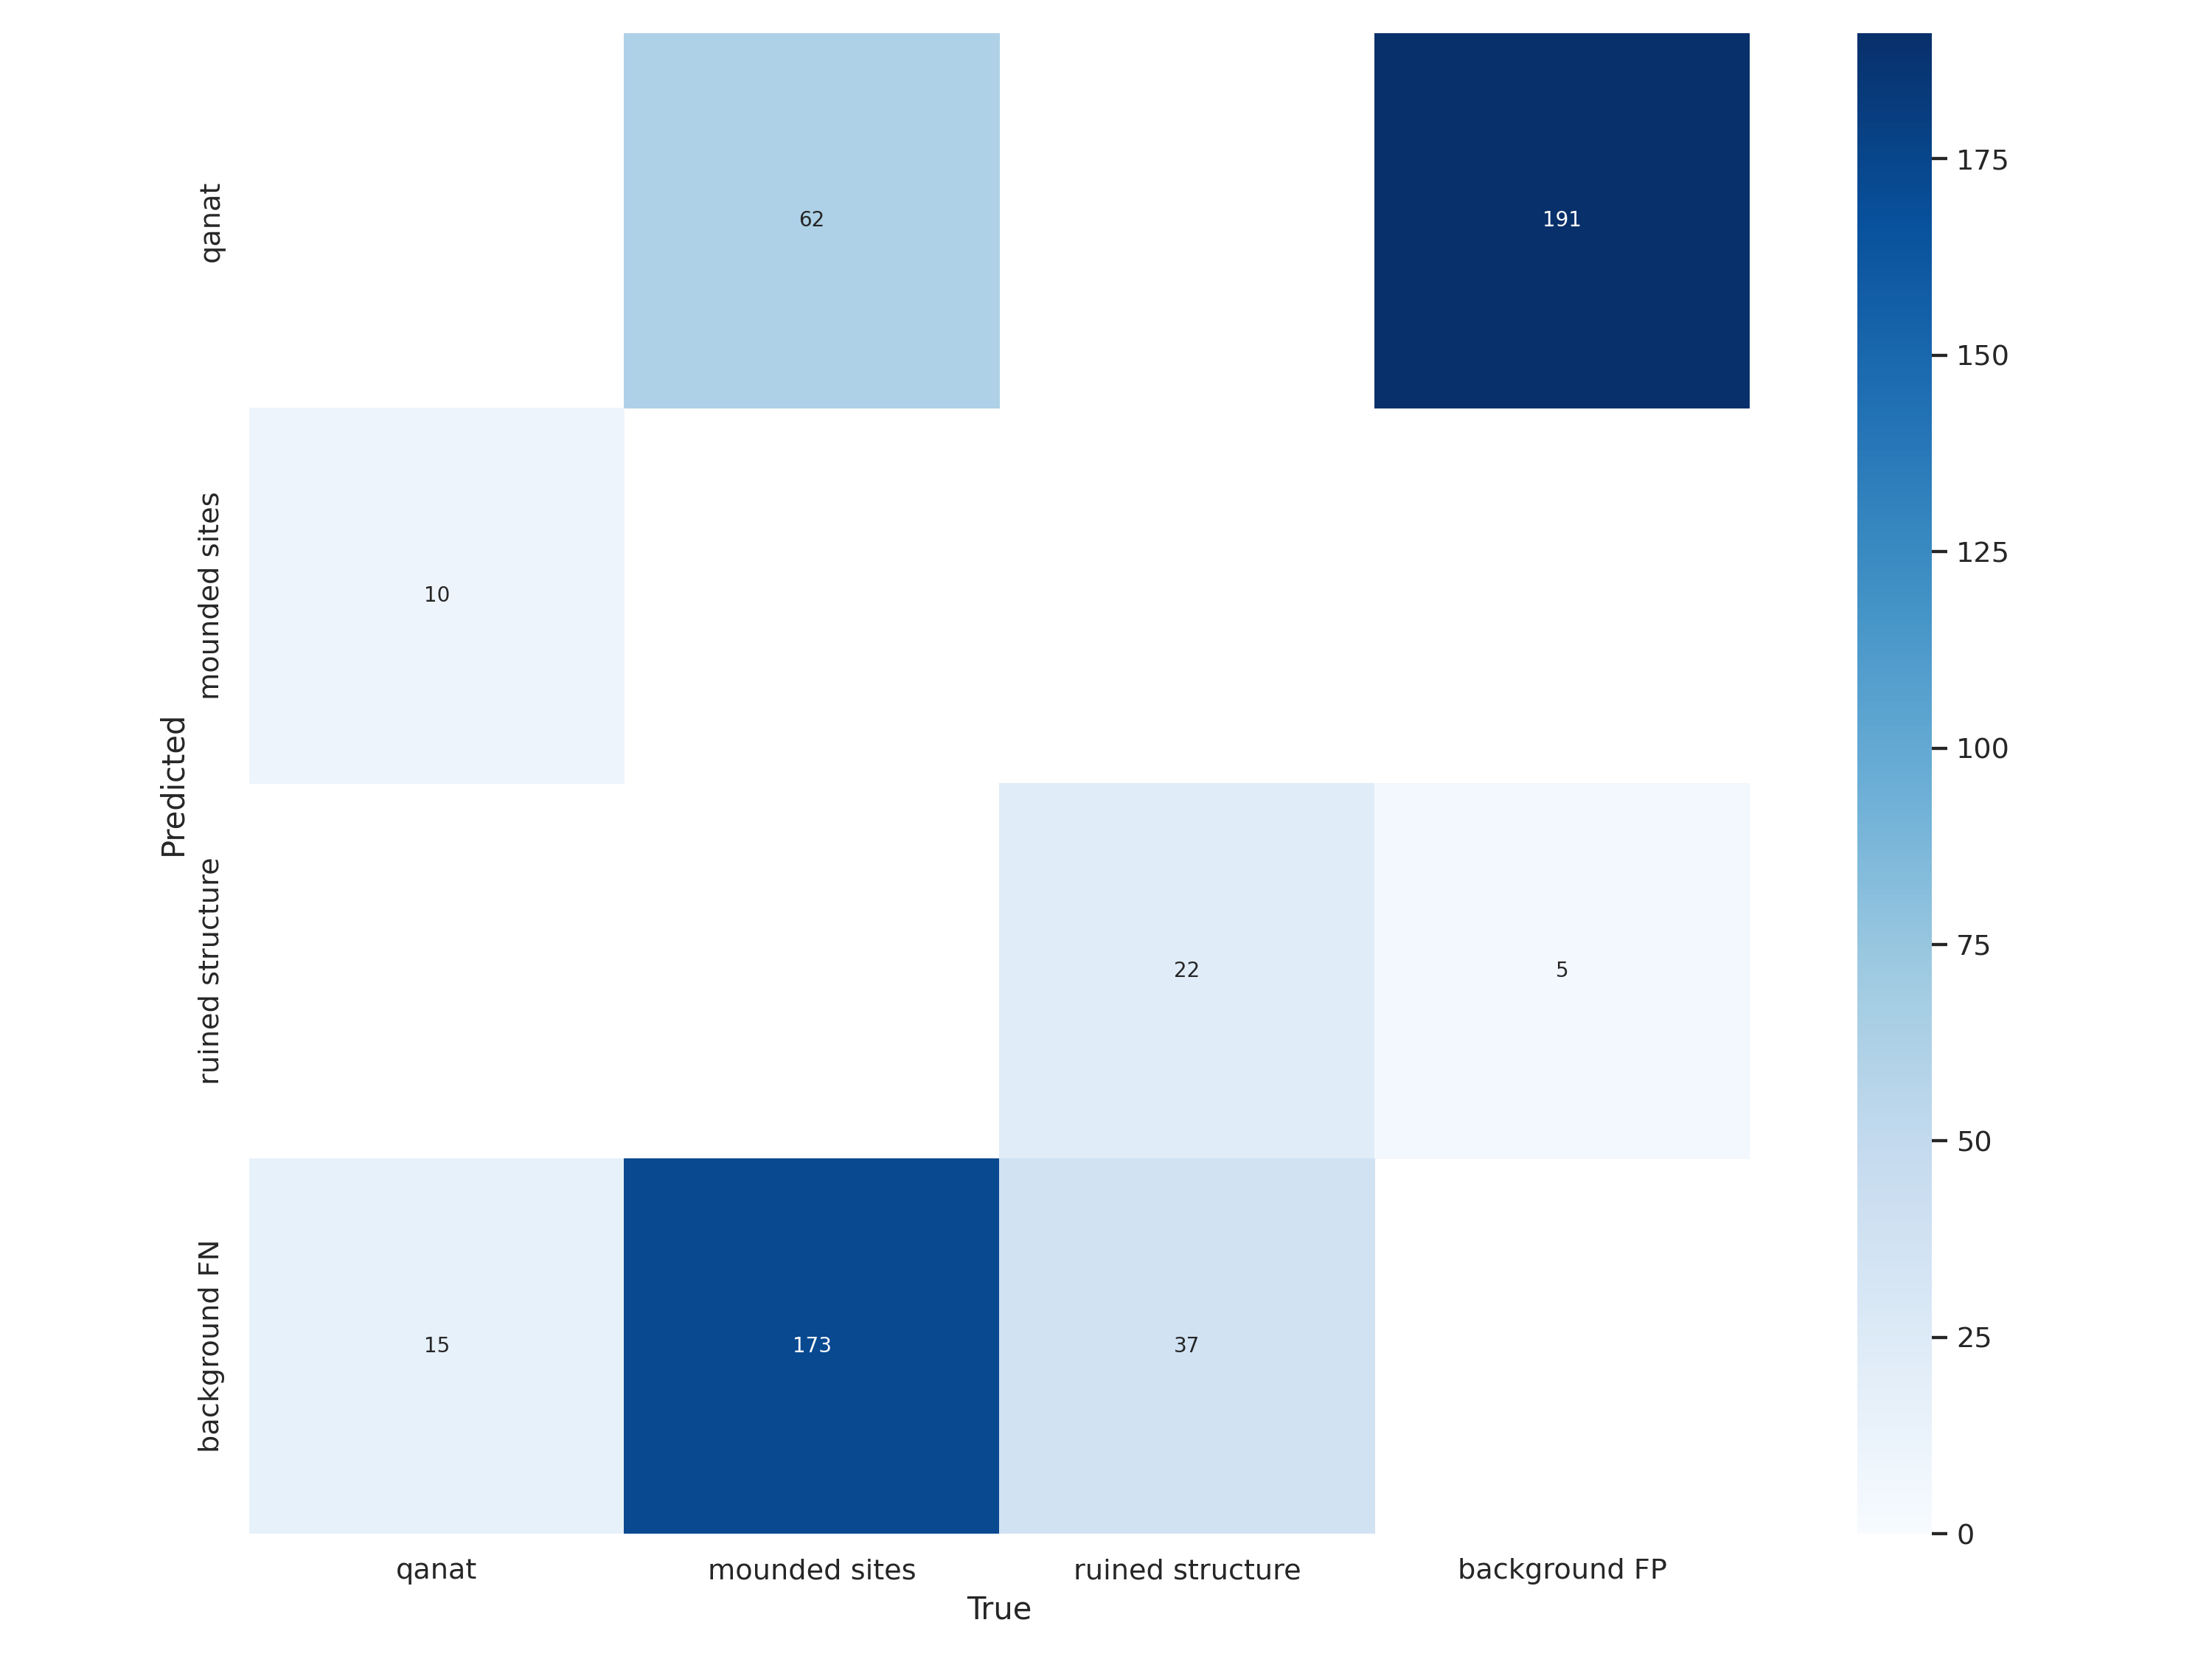 qanat
62
191
mounded sites
10
ruined structure
22
5
background FN
15
173
37
Predicted
qanat
mounded sites
ruined structure
background FP
True
175
150
125
100
75
50
25
0